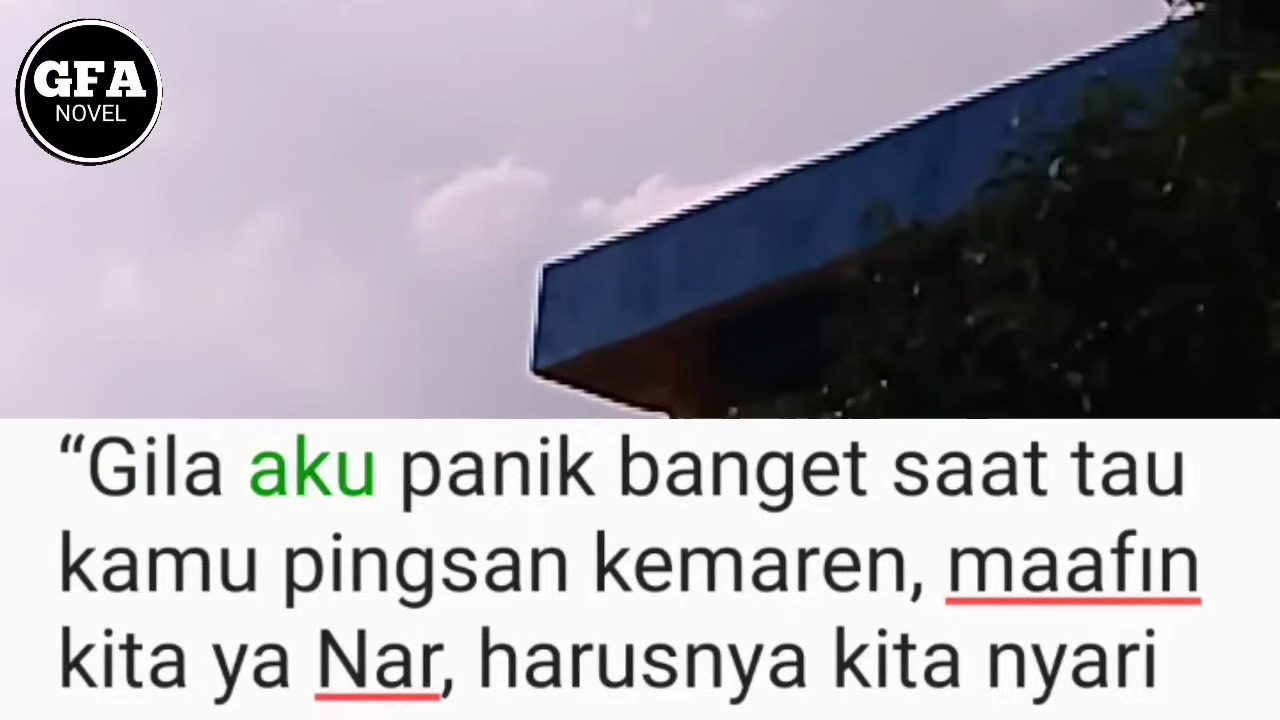 GFA
NOVEL
“Gila aku panik banget saat tau
kamu pingsan kemaren, maafin
kita ya Nar, harusnya kita nyari